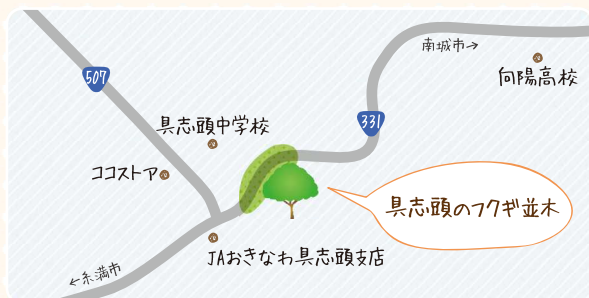 南城市→
向陽高校
507
331
具志頭中学校
ココストア
具志頭のフクギ並木
JAおきなわ具志頭支店
←糸満市